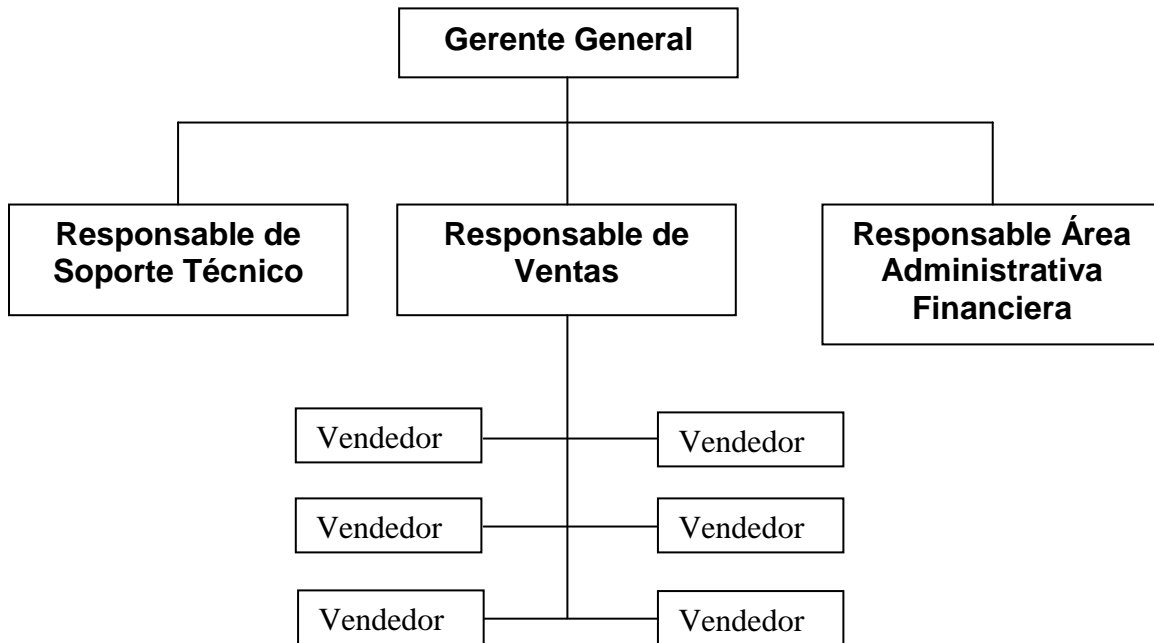 Gerente General
Responsable de
Soporte Técnico
Responsable de
Ventas
Responsable Área
Administrativa
Financiera
Vendedor
Vendedor
Vendedor
Vendedor
Vendedor
Vendedor